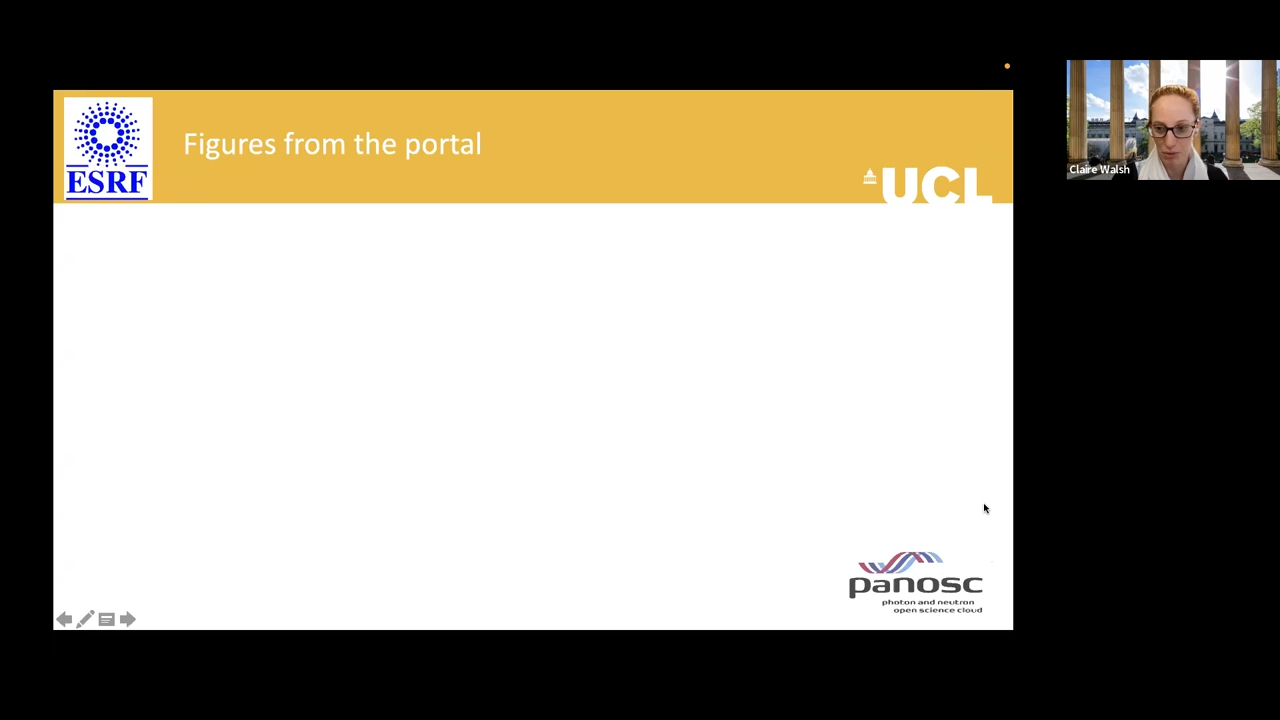 ESRF
Figures from the portal
UCL
Claire Walsh
panosc
photon and neutron
open science cloud